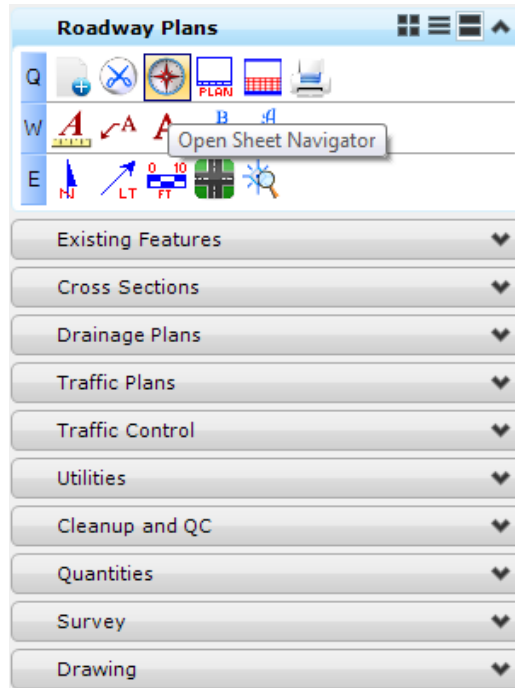 Roadway Plans
Q
PLAN
W A A A B A
Open Sheet Navigator
E N LT 0 10 FT
Existing Features
Cross Sections
Drainage Plans
Traffic Plans
Traffic Control
Utilities
Cleanup and QC
Quantities
Survey
Drawing